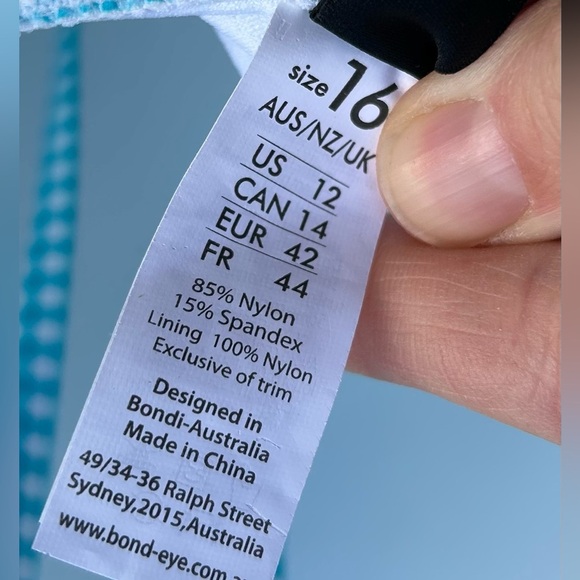 size 16
AUS/NZ/UK
US 12
CAN 14
EUR 42
FR 44
85% Nylon
15% Spandex
Lining 100% Nylon
Exclusive of trim
Designed in
Bondi-Australia
Made in China
49/34-36 Ralph Street
Sydney,2015,Australia
www.bond-eye.com